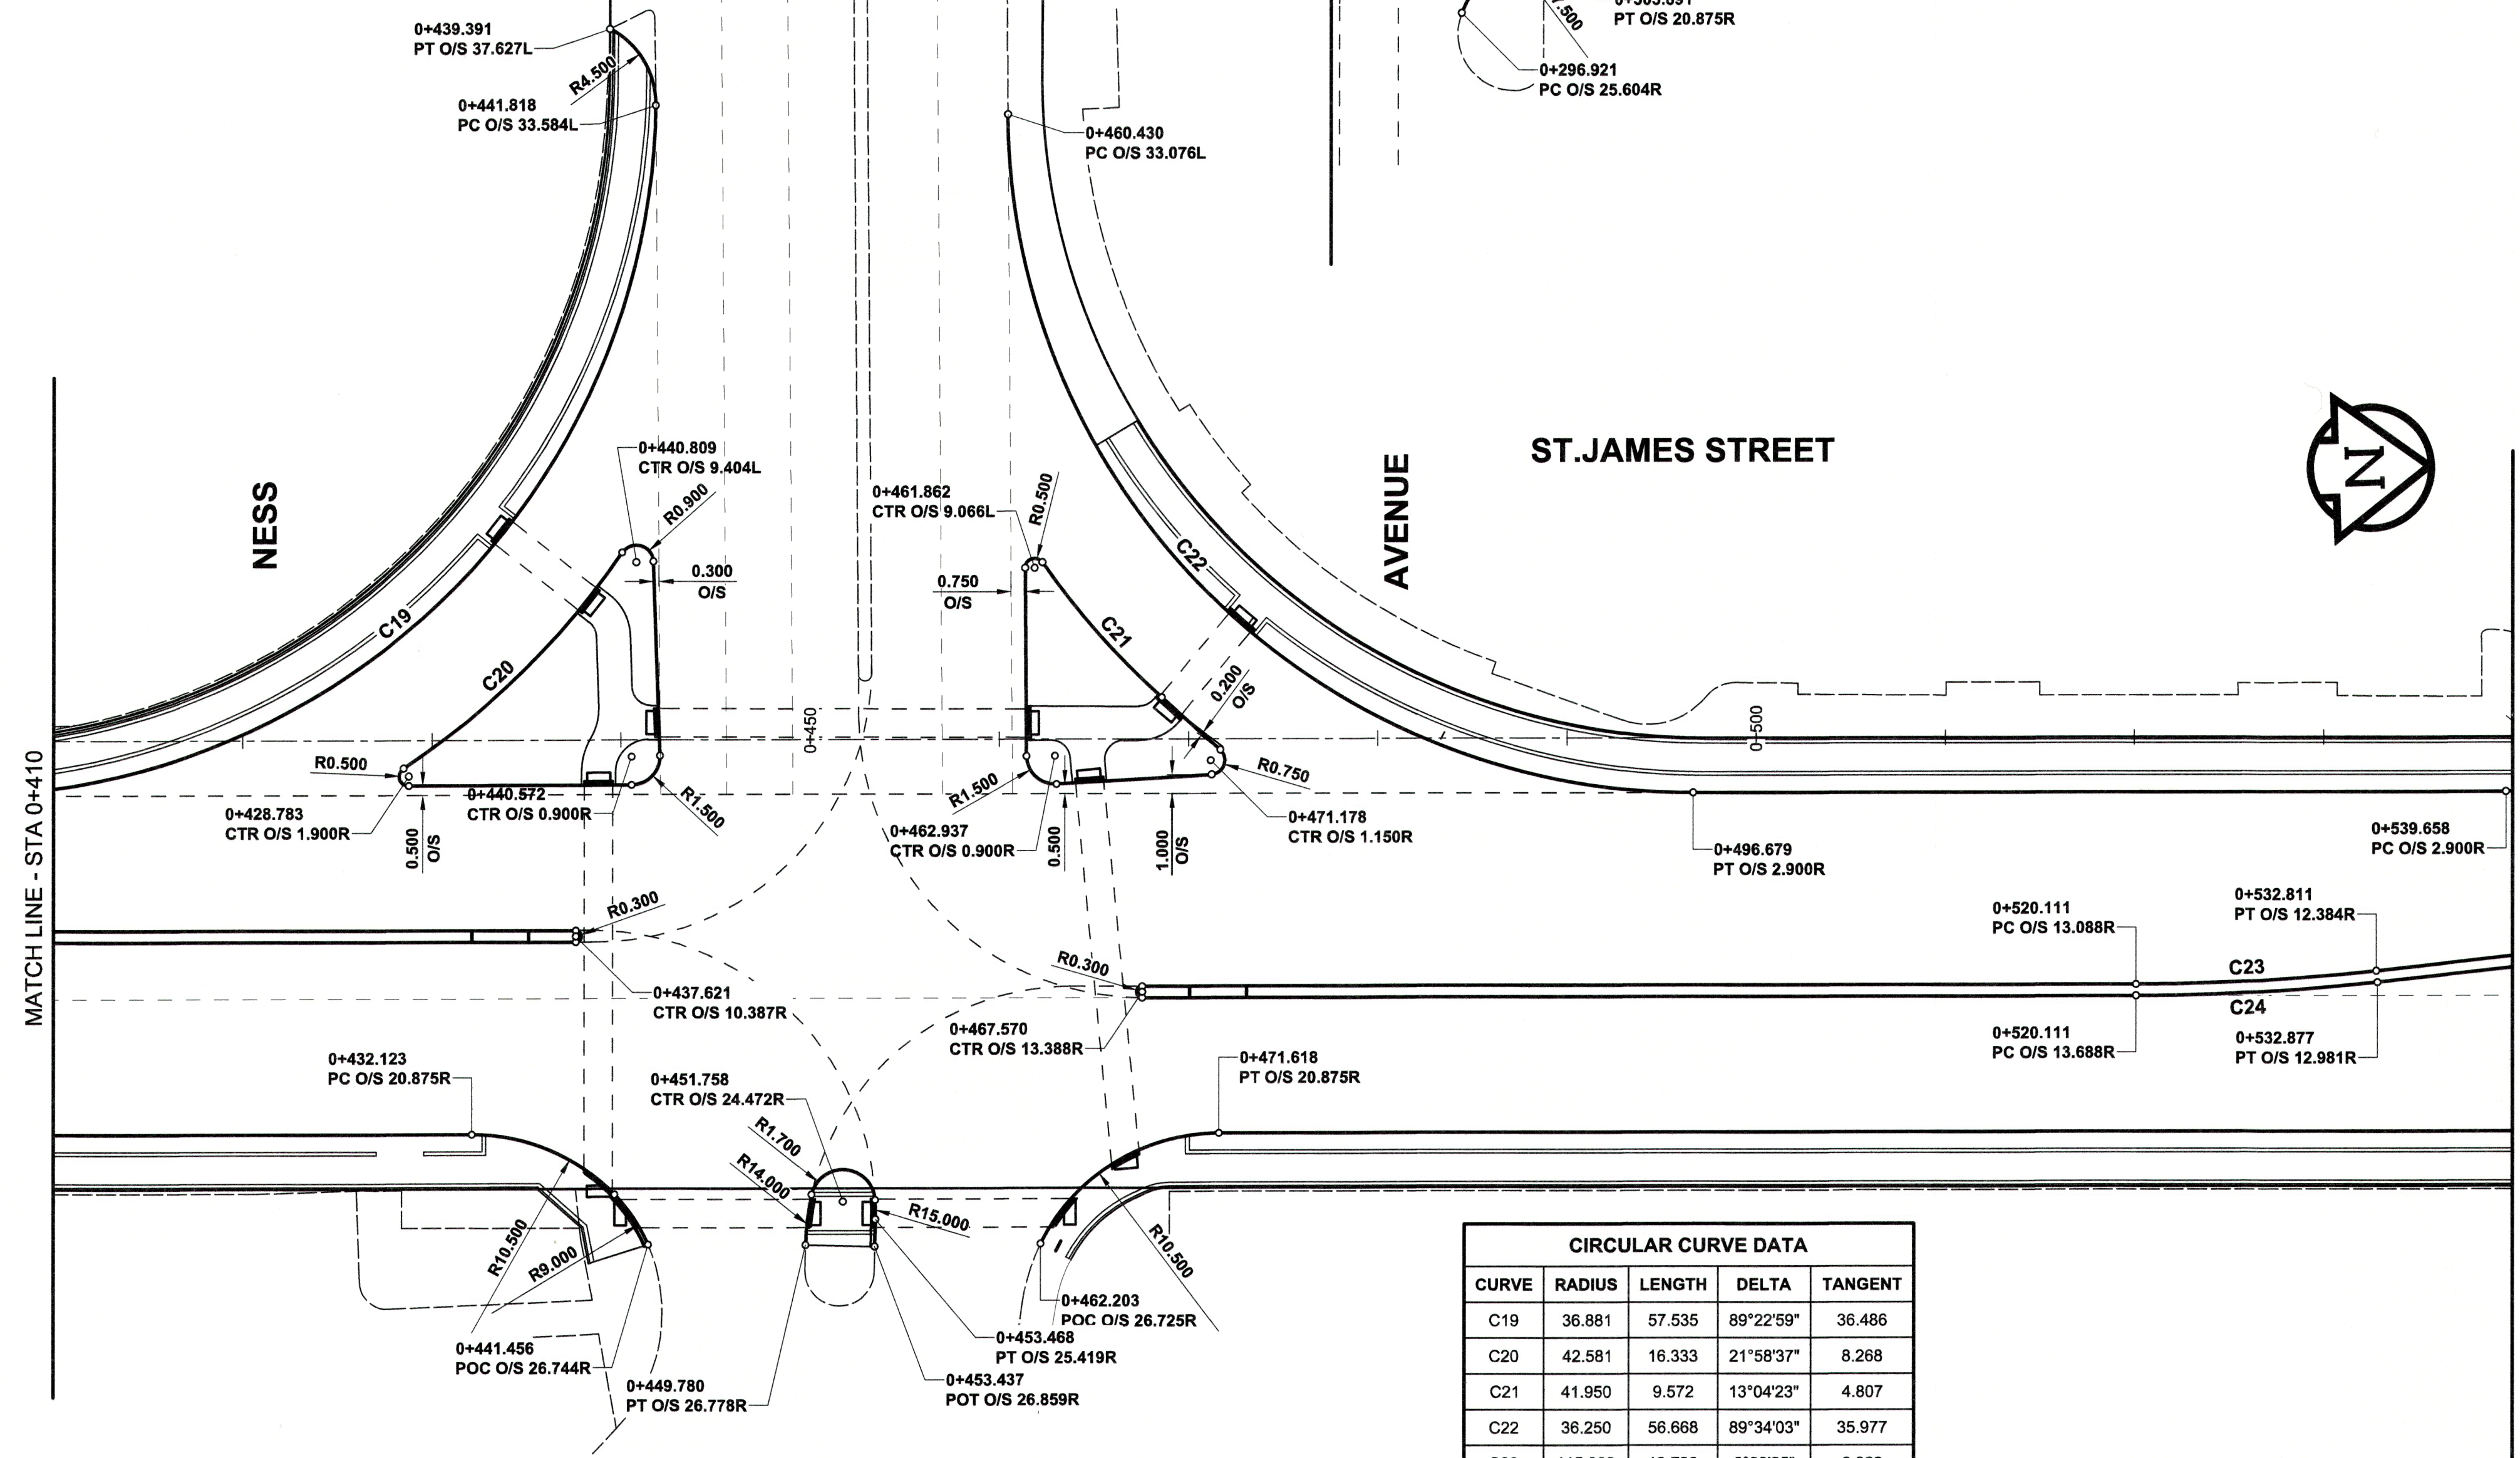 0+439.391
PT O/S 37.627L
R4.500
0+441.818
PC O/S 33.584L
0+460.430
PC O/S 33.076L
PT O/S 20.875R
7.500
0+296.921
PC O/S 25.604R
ST.JAMES STREET
N
NESS
AVENUE
0+440.809
CTR O/S 9.404L
R0.900
0.300
O/S
0+461.862
CTR O/S 9.066L
R0.500
0.750
O/S
C19
C20
C21
C22
0.200
O/S
0+450
0+500
MATCH LINE - STA 0+410
R0.500
0+428.783
CTR O/S 1.900R
0.500
O/S
0+440.572
CTR O/S 0.900R
R1.500
R1.500
0+462.937
CTR O/S 0.900R
0.500
1.000
O/S
R0.750
0+471.178
CTR O/S 1.150R
0+496.679
PT O/S 2.900R
0+539.658
PC O/S 2.900R
R0.300
0+437.621
CTR O/S 10.387R
R0.300
0+467.570
CTR O/S 13.388R
0+520.111
PC O/S 13.088R
0+532.811
PT O/S 12.384R
C23
C24
0+520.111
PC O/S 13.688R
0+532.877
PT O/S 12.981R
0+432.123
PC O/S 20.875R
0+451.758
CTR O/S 24.472R
0+471.618
PT O/S 20.875R
R1.700
R14.000
R15.000
R10.500
R9.000
R10.500
0+441.456
POC O/S 26.744R
0+449.780
PT O/S 26.778R
0+462.203
POC O/S 26.725R
0+453.468
PT O/S 25.419R
0+453.437
POT O/S 26.859R
CIRCULAR CURVE DATA
CURVE RADIUS LENGTH DELTA TANGENT
C19 36.881 57.535 89°22'59" 36.486
C20 42.581 16.333 21°58'37" 8.268
C21 41.950 9.572 13°04'23" 4.807
C22 36.250 56.668 89°34'03" 35.977